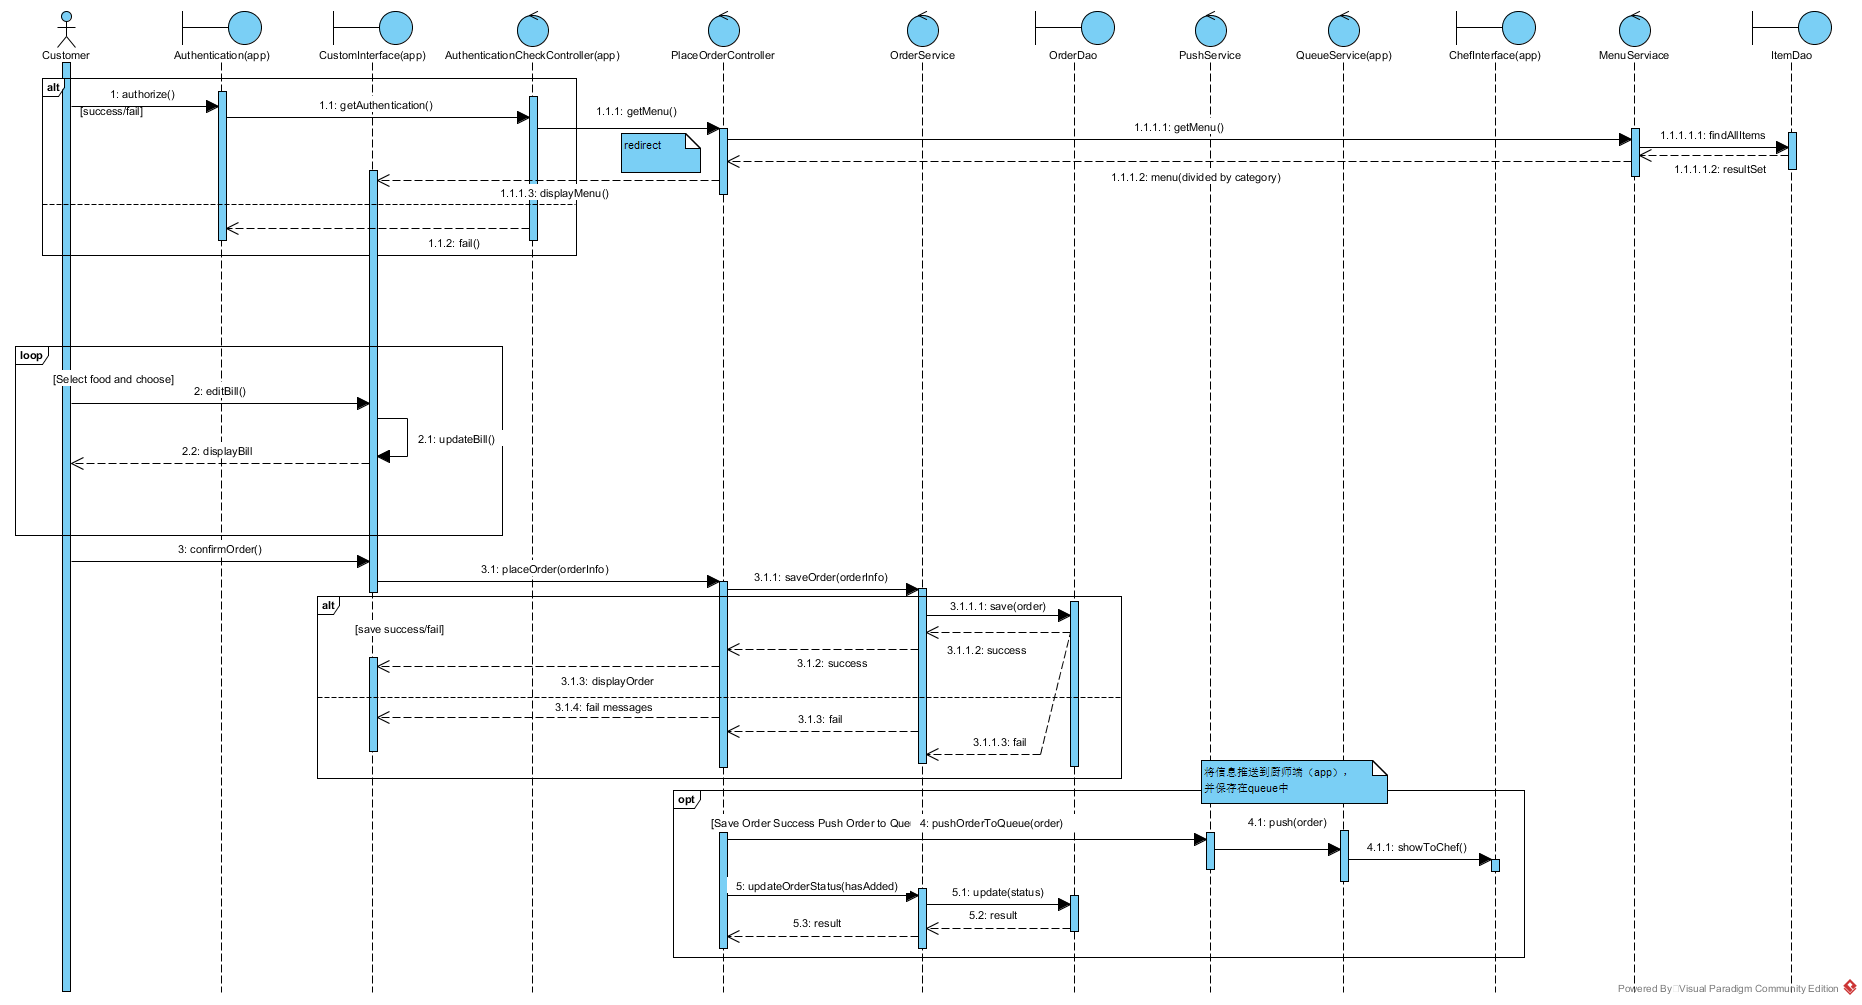 Customer
Authentication(app)
CustomInterface(app)
AuthenticationCheckController(app)
PlaceOrderController
OrderService
OrderDao
PushService
QueueService(app)
ChefInterface(app)
MenuServiace
ItemDao
alt
1: authorize()
[success/fail]
1.1: getAuthentication()
1.1.1: getMenu()
redirect
1.1.1.1: getMenu()
1.1.1.1.1: findAllItems
1.1.1.1.2: resultSet
1.1.1.2: menu(divided by category)
1.1.1.3: displayMenu()
1.1.2: fail()
loop
[Select food and choose]
2: editBill()
2.1: updateBill()
2.2: displayBill
3: confirmOrder()
3.1: placeOrder(orderInfo)
3.1.1: saveOrder(orderInfo)
alt
3.1.1.1: save(order)
[save success/fail]
3.1.1.2: success
3.1.2: success
3.1.3: displayOrder
3.1.4: fail messages
3.1.3: fail
3.1.1.3: fail
将信息推送到厨师端（app），
并保存在queue中
opt
[Save Order Success Push Order to Que
4: pushOrderToQueue(order)
4.1: push(order)
4.1.1: showToChef()
5: updateOrderStatus(hasAdded)
5.1: update(status)
5.2: result
5.3: result
Powered By Visual Paradigm Community Edition